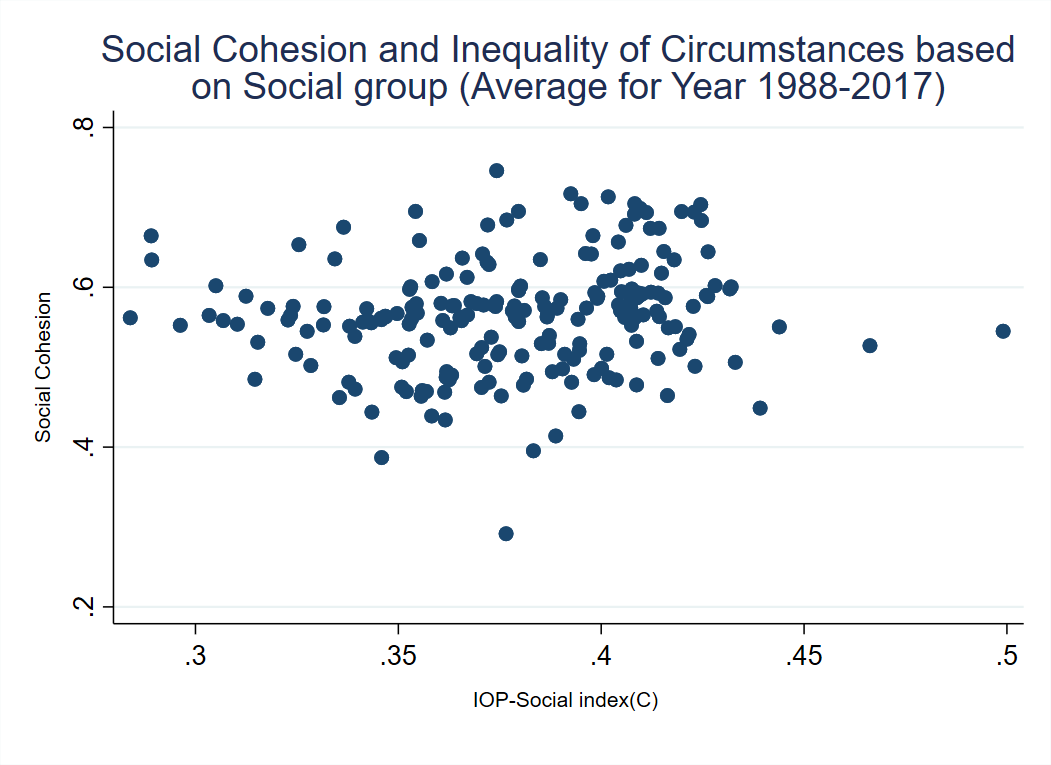 Social Cohesion and Inequality of Circumstances based
on Social group (Average for Year 1988-2017)
Social Cohesion
.8
.6
.4
.2
.3
.35
.4
.45
.5
IOP-Social index(C)